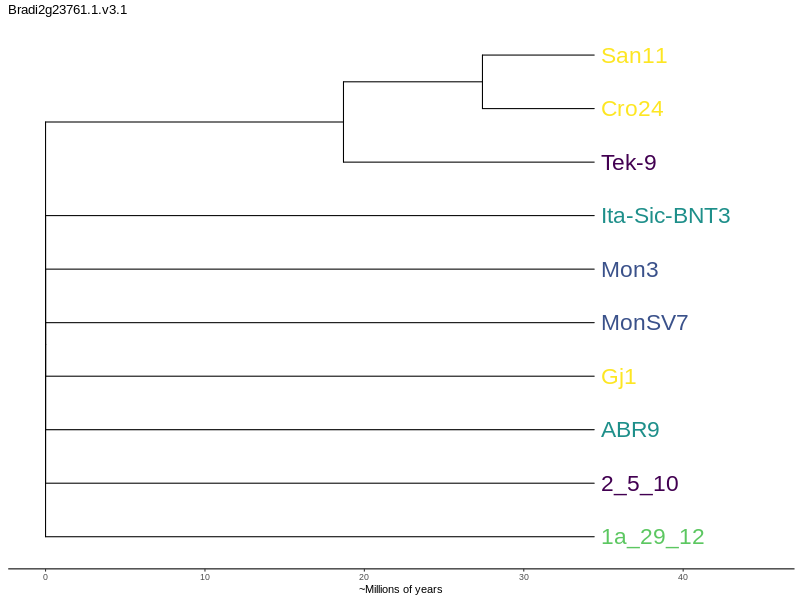 Bradi2g23761.1.v3.1
San11
Cro24
Tek-9
Ita-Sic-BNT3
Mon3
MonSV7
Gj1
ABR9
2_5_10
1a_29_12
0 10 20 30 40
~Millions of years